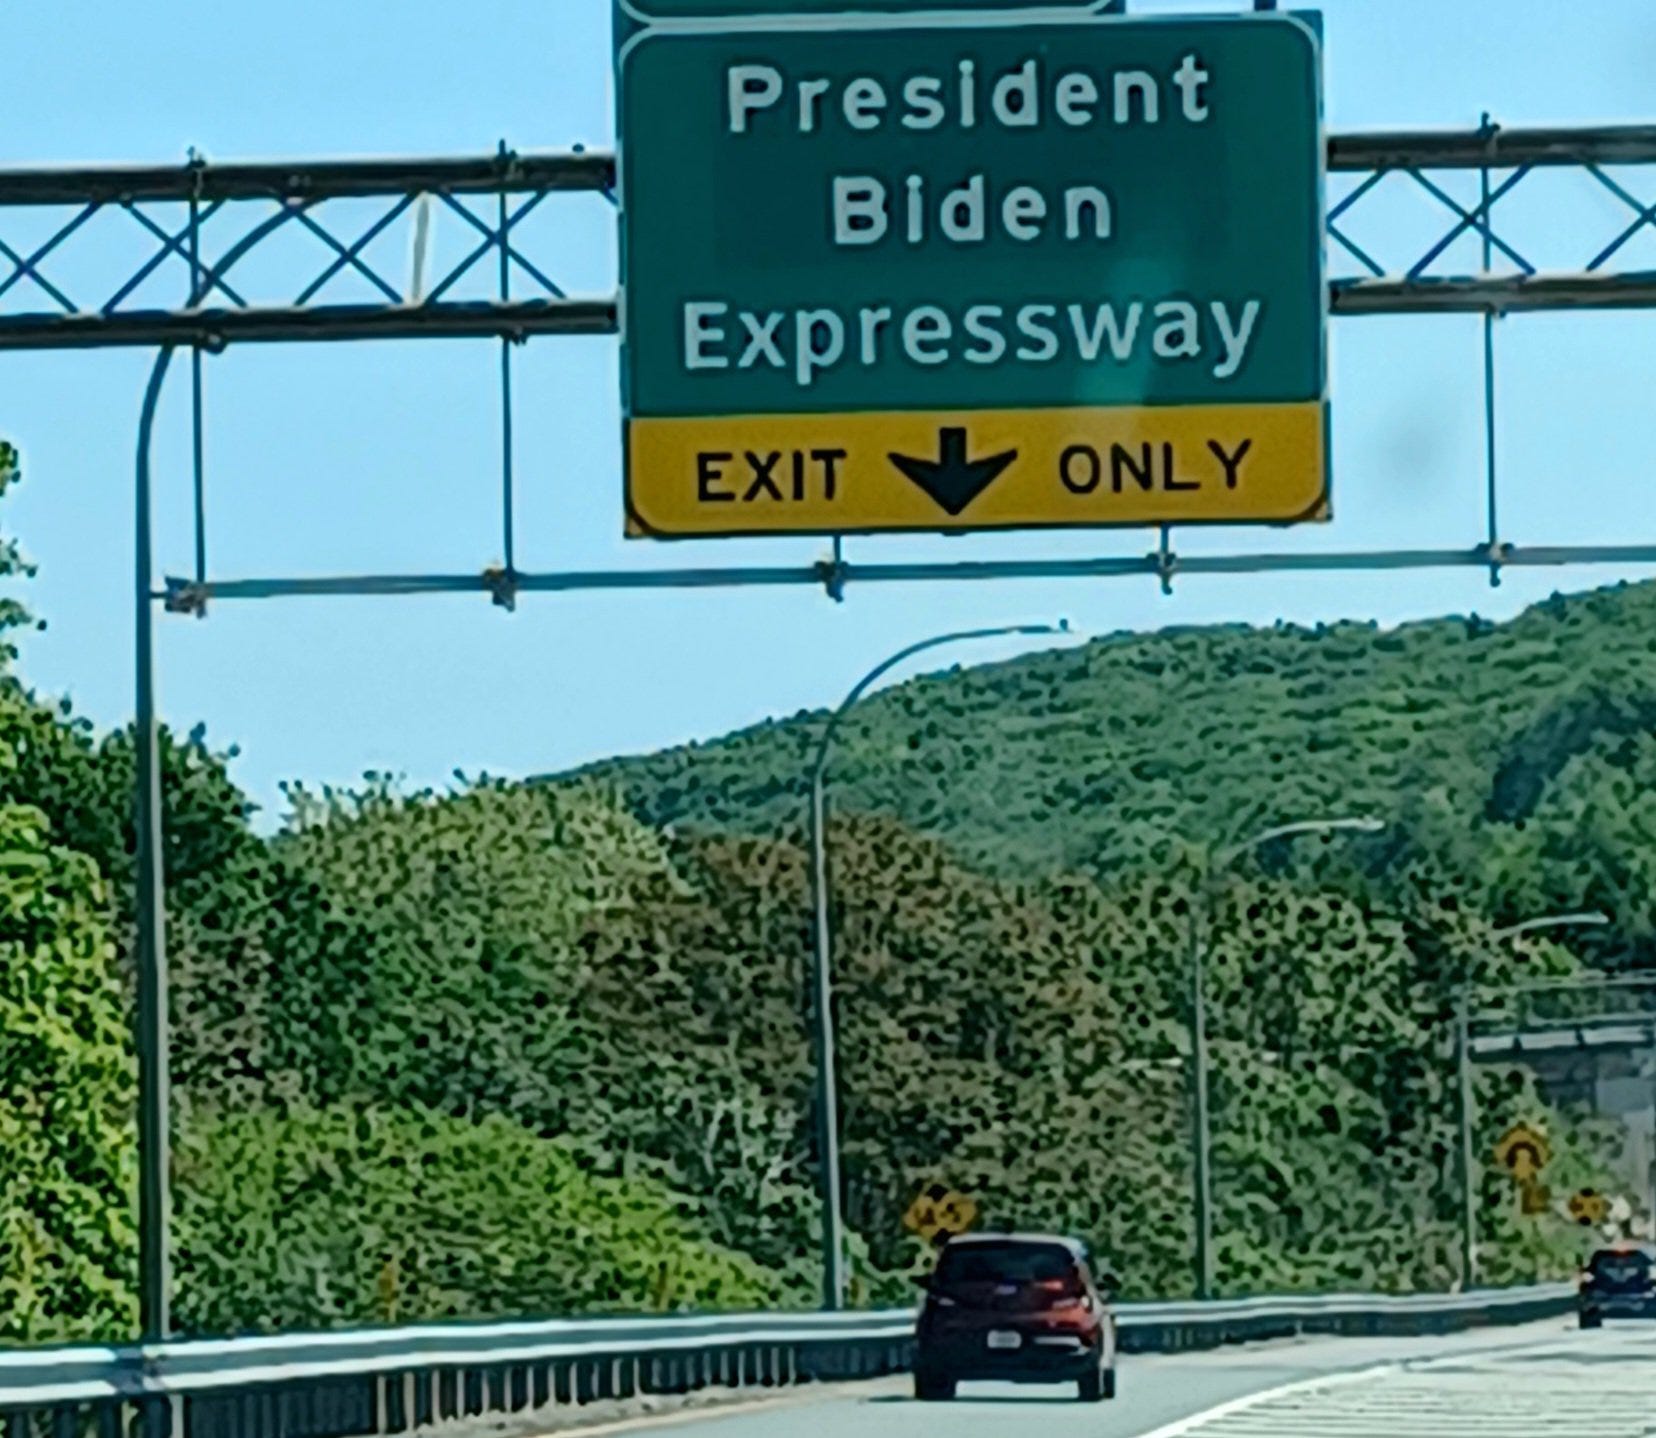 President
Biden
Expressway
EXIT ONLY